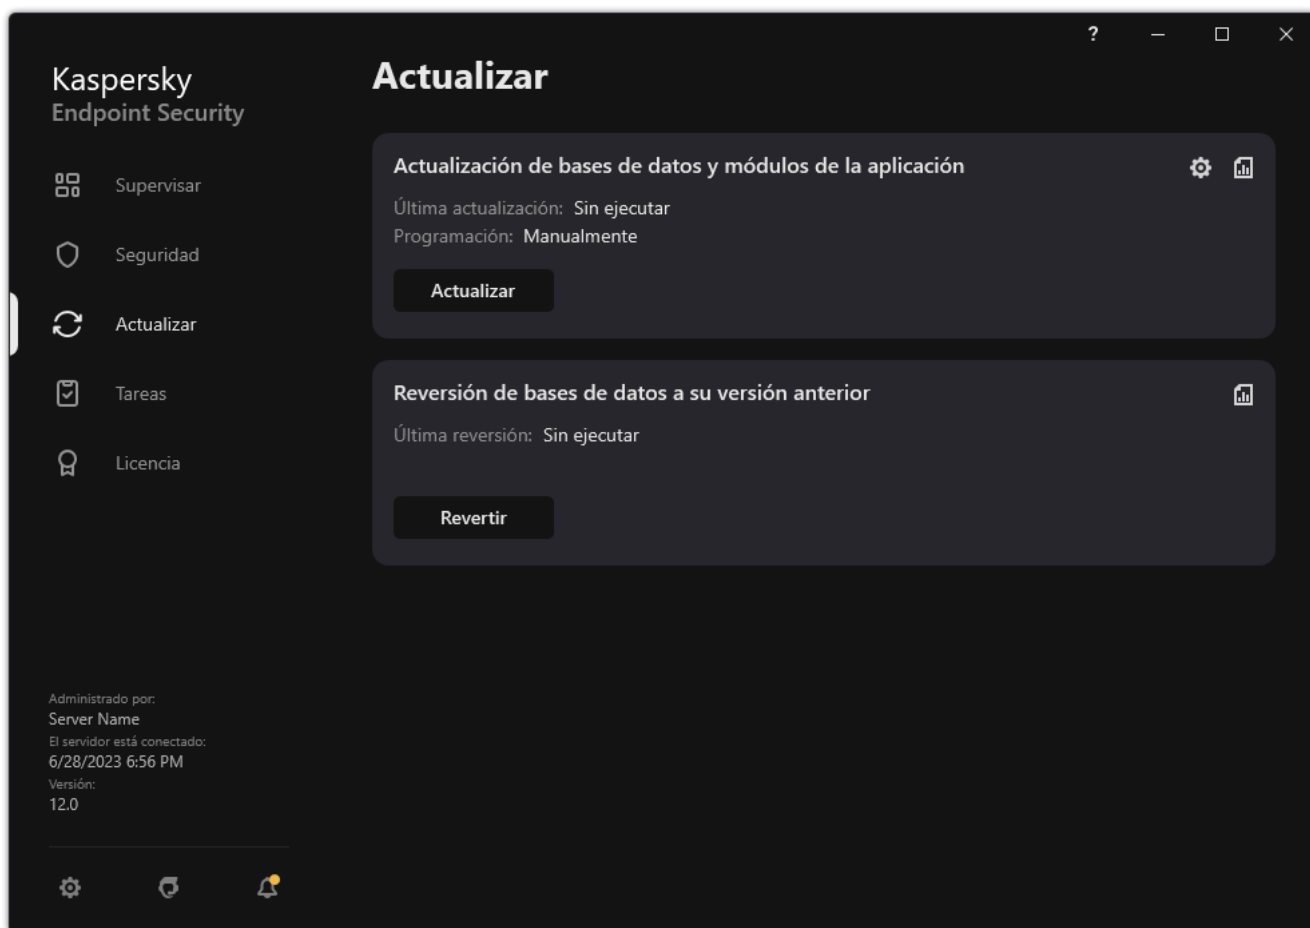 ?
Kaspersky
Endpoint Security
Supervisar
Seguridad
Actualizar
Tareas
Licencia
Administrado por:
Server Name
El servidor está conectado:
6/28/2023 6:56 PM
Versión:
12.0
Actualizar
Actualización de bases de datos y módulos de la aplicación
Última actualización: Sin ejecutar
Programación: Manualmente
Actualizar
Reversión de bases de datos a su versión anterior
Última reversión: Sin ejecutar
Revertir